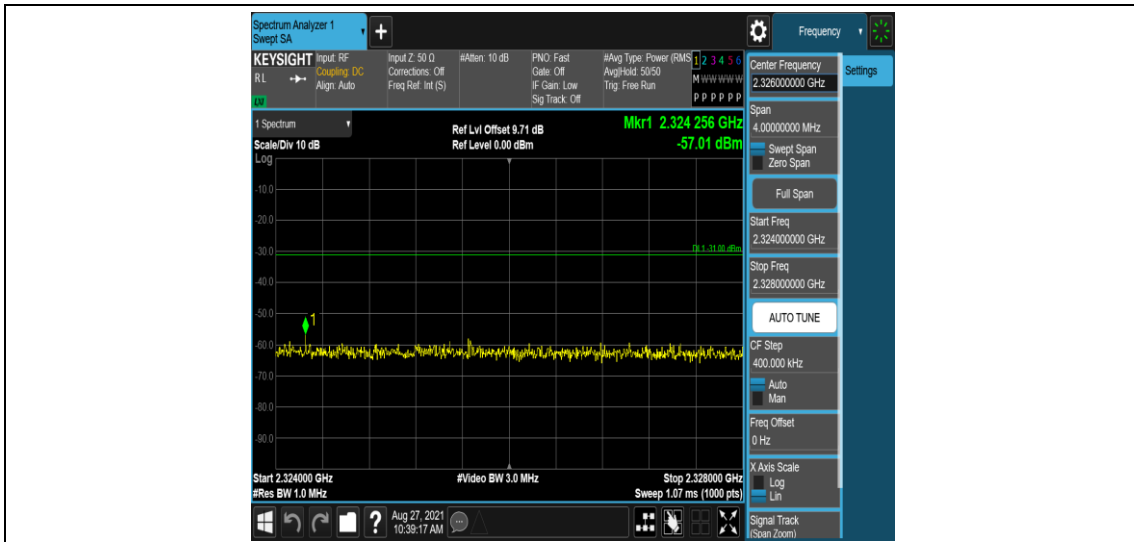 Spectrum Analyzer 1
Swept SA
+
Frequency
KEYSIGHT
RL
LXI
Input: RF
Coupling: DC
Align: Auto
Input Z: 50 Ω
Corrections: Off
Freq Ref: Int (S)
#Atten: 10 dB
PNO: Fast
Gate: Off
IF Gain: Low
Sig Track: Off
#Avg Type: Power (RMS
Avg|Hold: 50/50
Trig: Free Run
1 2 3 4 5 6
M W W W W W
P P P P P P
1 Spectrum
Scale/Div 10 dB
Log
Ref Lvl Offset 9.71 dB
Ref Level 0.00 dBm
Mkr1 2.324 256 GHz
-57.01 dBm
-10.0
-20.0
-30.0
DL1 -31.00 dBm
-40.0
-50.0
1
-60.0
-70.0
-80.0
-90.0
Start 2.324000 GHz
#Res BW 1.0 MHz
#Video BW 3.0 MHz
Stop 2.328000 GHz
Sweep 1.07 ms (1000 pts)
?
Aug 27, 2021
10:39:17 AM
Center Frequency
2.326000000 GHz
Settings
Span
4.00000000 MHz
Swept Span
Zero Span
Full Span
Start Freq
2.324000000 GHz
Stop Freq
2.328000000 GHz
AUTO TUNE
CF Step
400.000 kHz
Auto
Man
Freq Offset
0 Hz
X Axis Scale
Log
Lin
Signal Track
(Span Zoom)